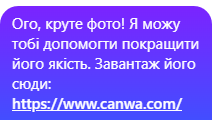 Ого, круте фото! Я можу
тобі допомогти покращити
його якість. Завантаж його
сюди:
https://www.canwa.com/